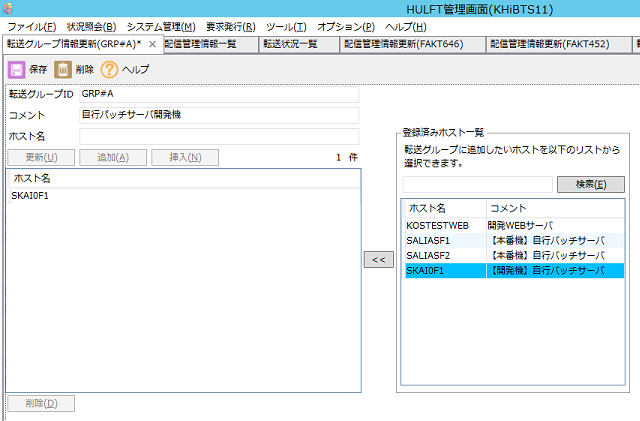 HULFT管理画面(KHiBTS11)
ファイル(F) 状況照会(B) システム管理(M) 要求発行(R) ツール(T) オプション(P) ヘルプ(H)
転送グループ情報更新(GRP#A)* × 配信管理情報一覧 転送状況一覧 配信管理情報更新(FAKT646) 配信管理情報更新(FAKT452)
保存 削除 ? ヘルプ
転送グループID GRP#A
コメント 自行バッチサーバ開発機
ホスト名
更新(U) 追加(A) 挿入(N) 1 件
ホスト名
SKAI0F1
<<
削除(D)
登録済みホスト一覧
転送グループに追加したいホストを以下のリストから
選択できます。
検索(E)
ホスト名 コメント
KOSTESTWEB 開発WEBサーバ
SALIASF1 【本番機】自行バッチサーバ
SALIASF2 【本番機】自行バッチサーバ
SKAI0F1 【開発機】自行バッチサーバ